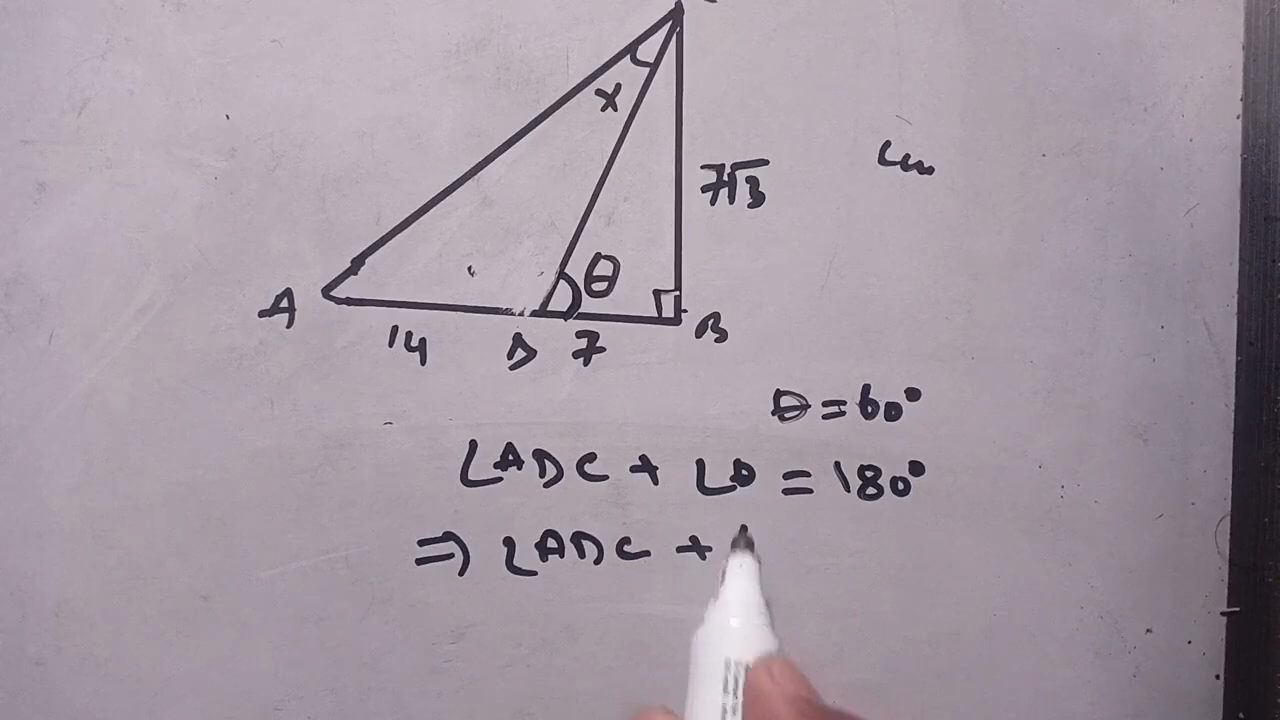 x
7√3
cm
θ
A
14
D
7
B
θ = 60°
∠ADC + ∠θ = 180°
⇒ ∠ADC +